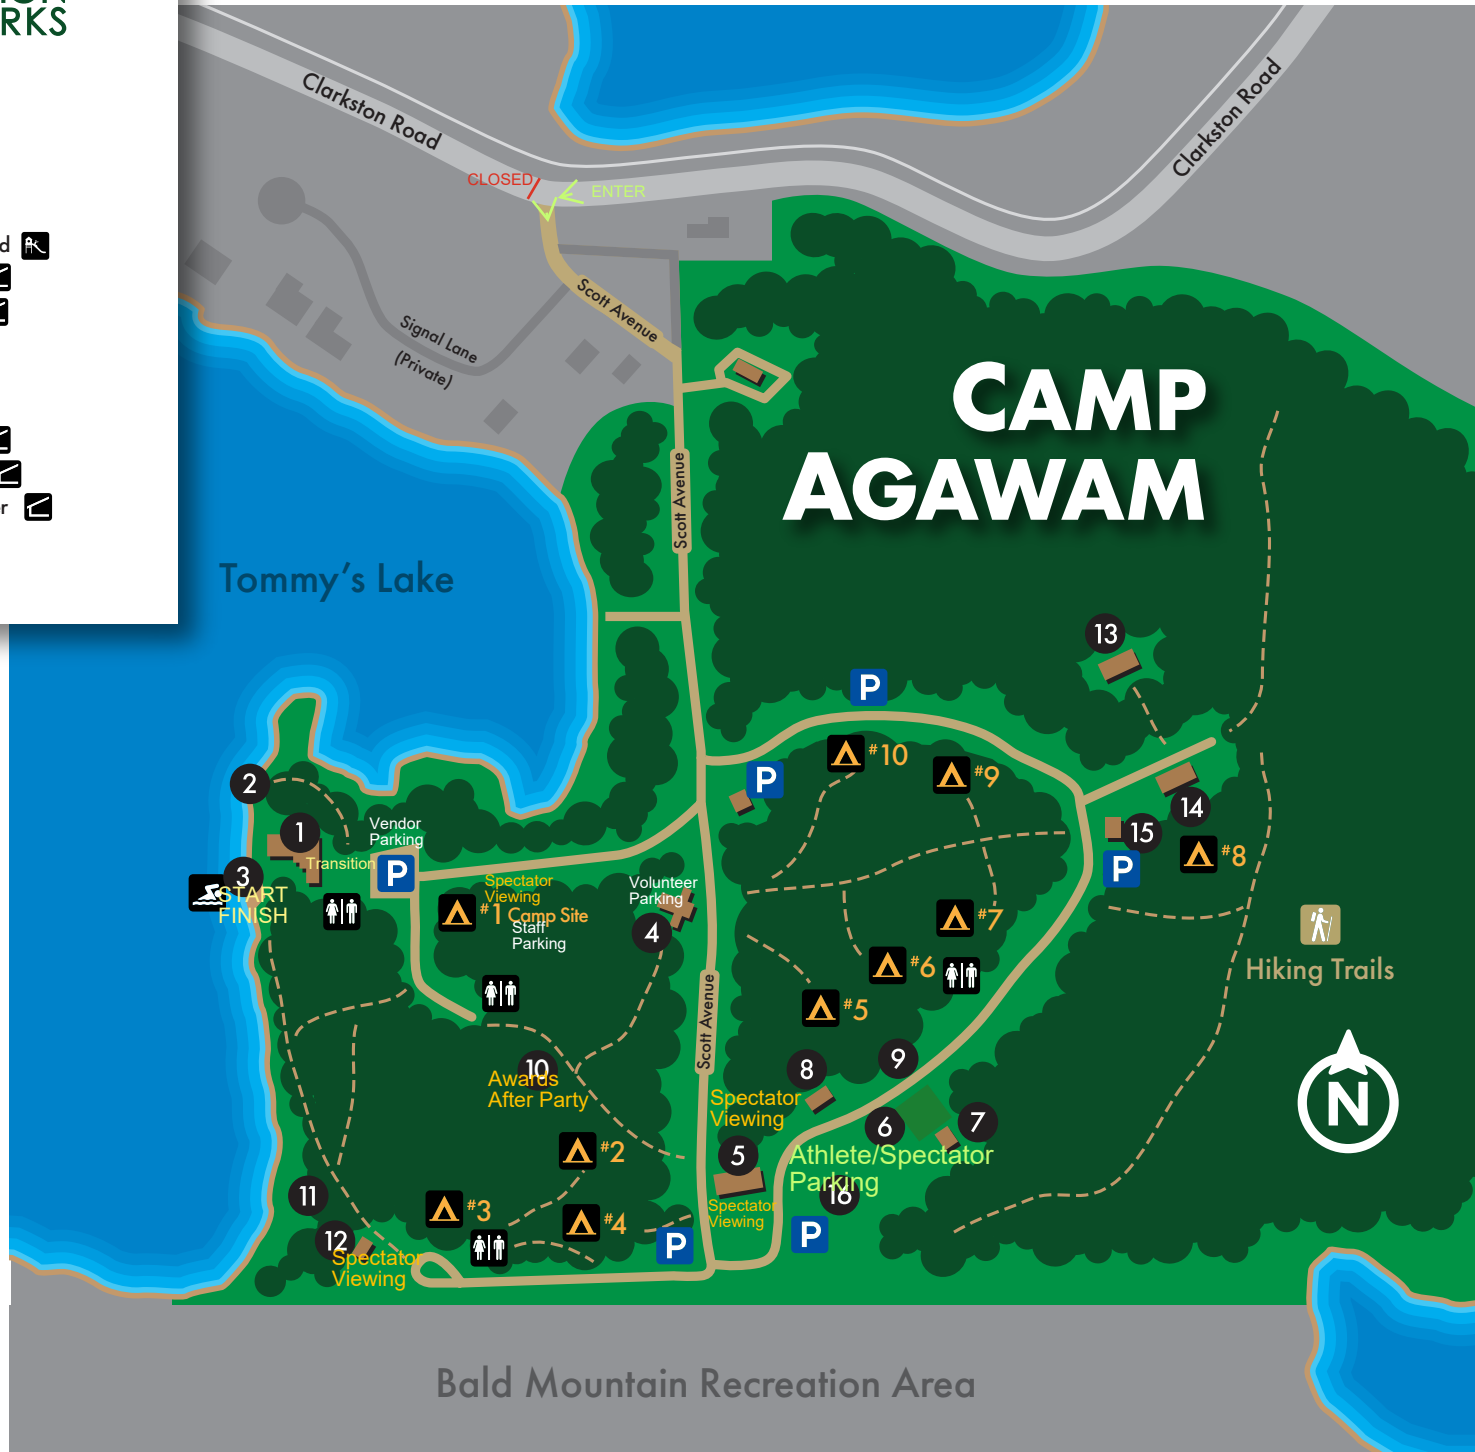 RKS
d
r
Clarkston Road
Clarkston Road
CLOSED
ENTER
Scott Avenue
Signal Lane
(Private)
CAMP
AGAWAM
Scott Avenue
Tommy's Lake
13
P
#10
#9
P
2
14
1
Vendor
Parking
15
P
#8
Transition
P
3
START
FINISH
Spectator
Viewing
#1 Camp Site
Staff
Parking
Volunteer
Parking
4
#7
#6
#5
Hiking Trails
Scott Avenue
N
10
Awards
After Party
8
9
Spectator
Viewing
6
7
5
Athlete/Spectator
Parking
16
#2
11
#3
#4
Spectator
Viewing
P
P
12
Spectator
Viewing
Bald Mountain Recreation Area